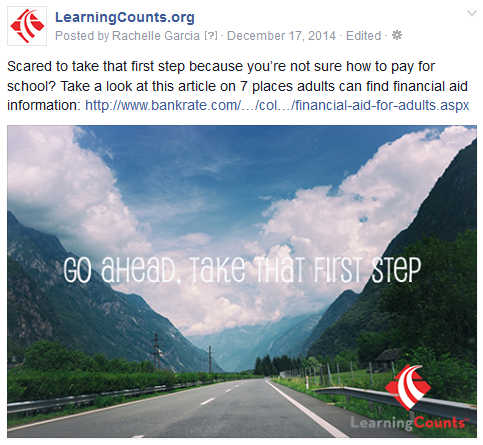 LearningCounts.org
Posted by Rachelle Garcia [?] · December 17, 2014 · Edited ·
Scared to take that first step because you're not sure how to pay for
school? Take a look at this article on 7 places adults can find financial aid
information: http://www.bankrate.com/…/col…/financial-aid-for-adults.aspx
GO AHEAD, TAKE THAT FIRST STEP
LearningCounts